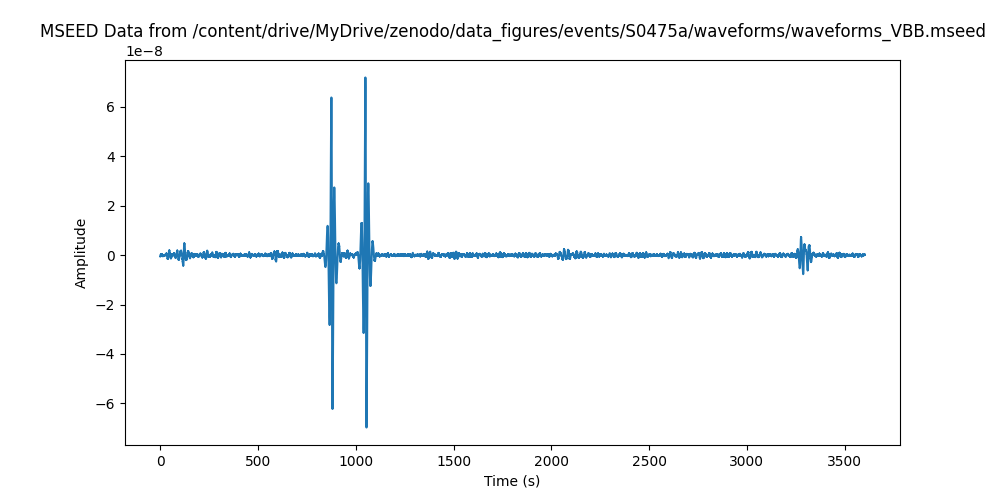 MSEED Data from /content/drive/MyDrive/zenodo/data_figures/events/S0475a/waveforms/waveforms_VBB.mseed
1e−8
6
4
2
0
−2
−4
−6
Amplitude
0 500 1000 1500 2000 2500 3000 3500
Time (s)